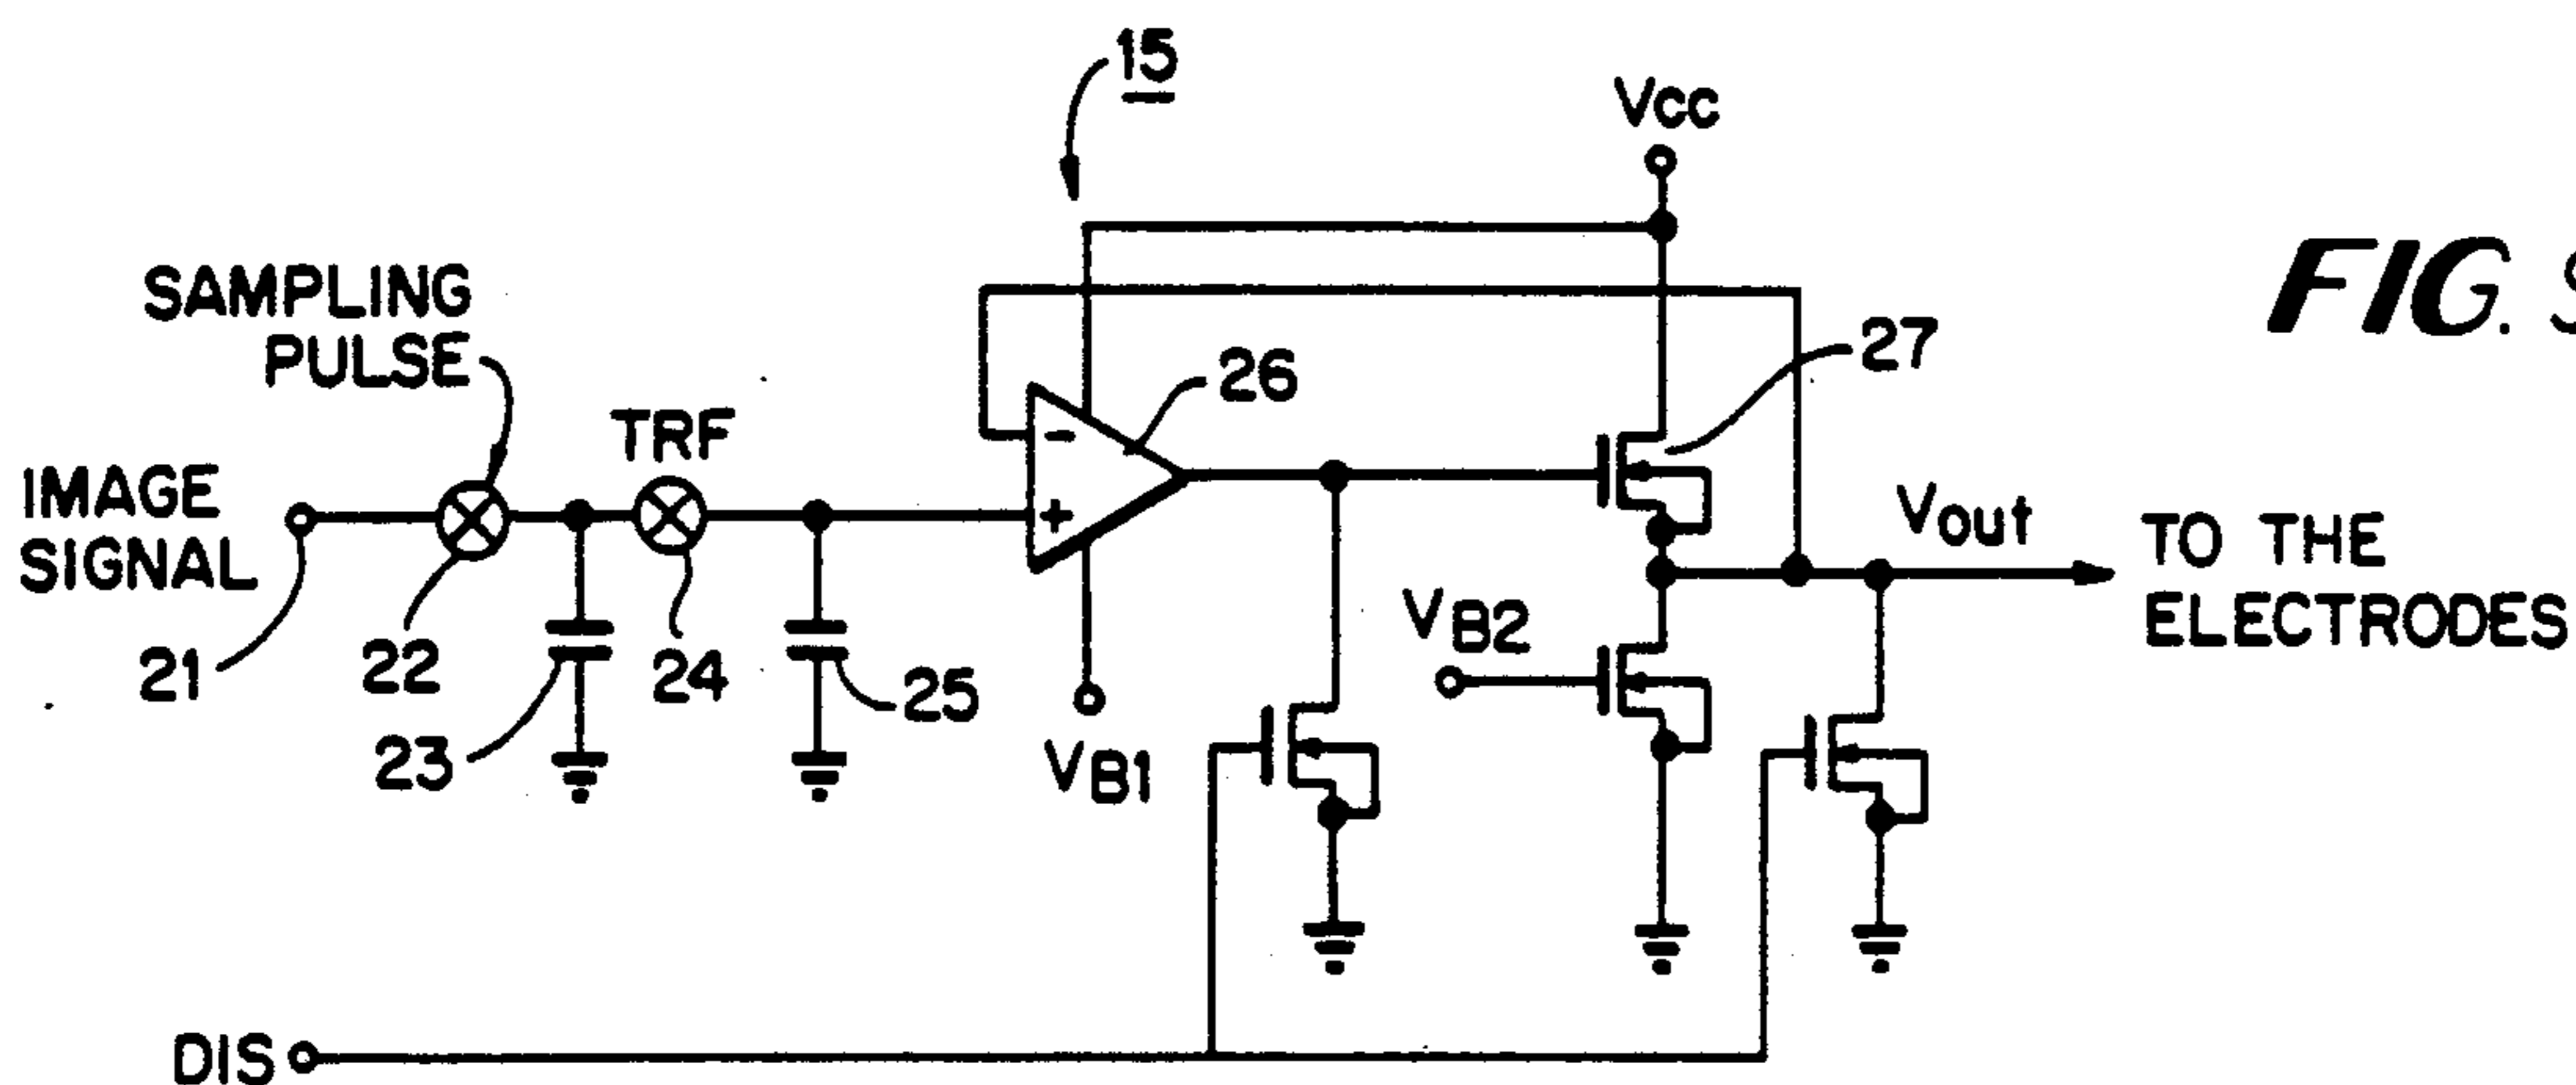 15
Vcc
FIG.
SAMPLING
PULSE
27
26
TRF
IMAGE
SIGNAL
Vout
TO THE
ELECTRODES
VB2
21
22
24
25
23
VB1
DIS